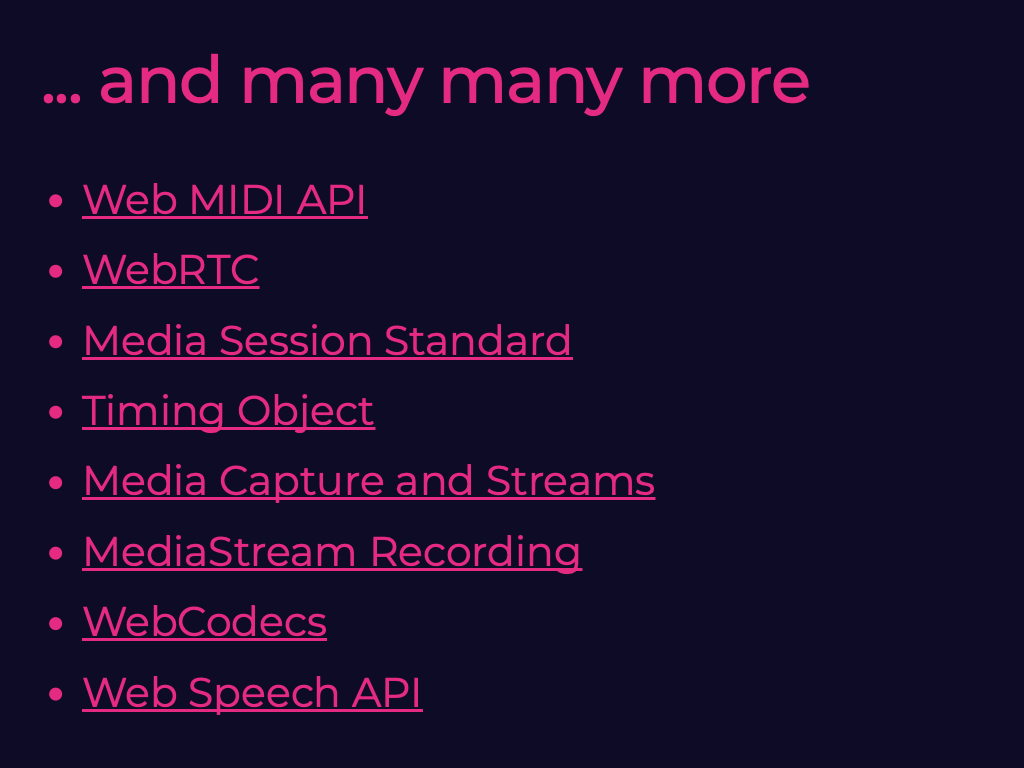 ... and many many more
• Web MIDI API
• WebRTC
• Media Session Standard
• Timing Object
• Media Capture and Streams
• MediaStream Recording
• WebCodecs
• Web Speech API